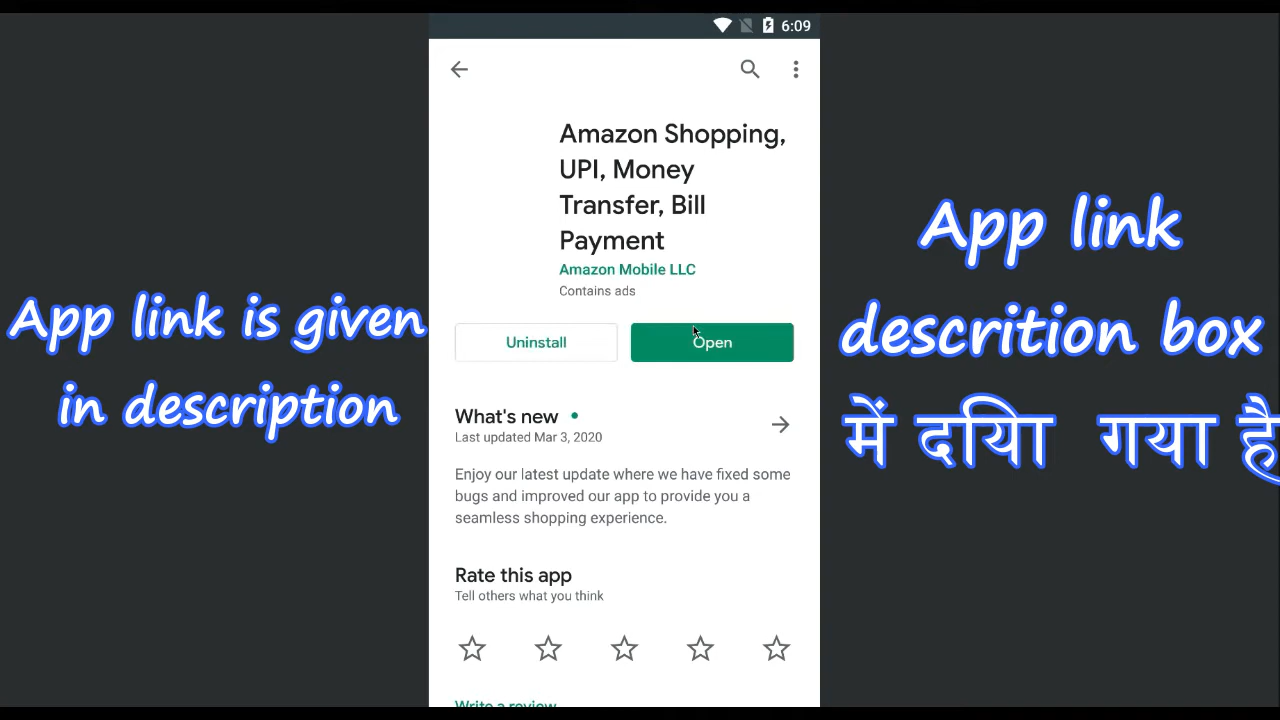 6:09
Amazon Shopping,
UPI, Money
Transfer, Bill
Payment
Amazon Mobile LLC
Contains ads
Uninstall
Open
What's new
Last updated Mar 3, 2020
Enjoy our latest update where we have fixed some
bugs and improved our app to provide you a
seamless shopping experience.
Rate this app
Tell others what you think
Write a review
App link is given
in description
App link
descrition box
में दिया गया है